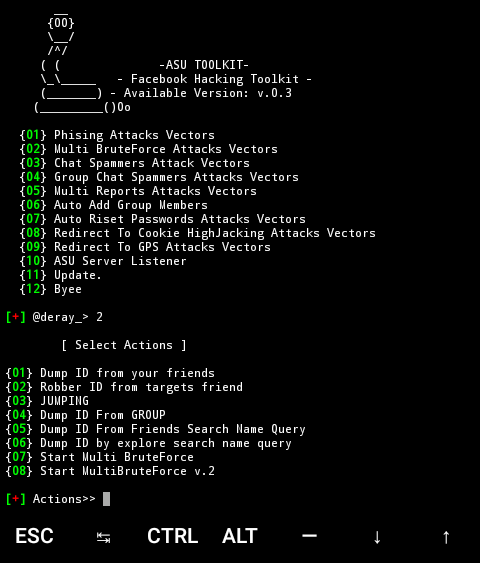 __
{OO}
\__/
/^/
( (              -ASU TOOLKIT-
\_\_____   - Facebook Hacking Toolkit -
(_______) - Available Version: v.0.3
(_________()Oo
{01} Phising Attacks Vectors
{02} Multi BruteForce Attacks Vectors
{03} Chat Spammers Attack Vectors
{04} Group Chat Spammers Attacks Vectors
{05} Multi Reports Attacks Vectors
{06} Auto Add Group Members
{07} Auto Riset Passwords Attacks Vectors
{08} Redirect To Cookie HighJacking Attacks Vectors
{09} Redirect To GPS Attacks Vectors
{10} ASU Server Listener
{11} Update.
{12} Byee
[+] @deray_> 2
[ Select Actions ]
{01} Dump ID from your friends
{02} Robber ID from targets friend
{03} JUMPING
{04} Dump ID From GROUP
{05} Dump ID From Friends Search Name Query
{06} Dump ID by explore search name query
{07} Start Multi BruteForce
{08} Start MultiBruteForce v.2
[+] Actions>>
ESC ↹ CTRL ALT — ↓ ↑